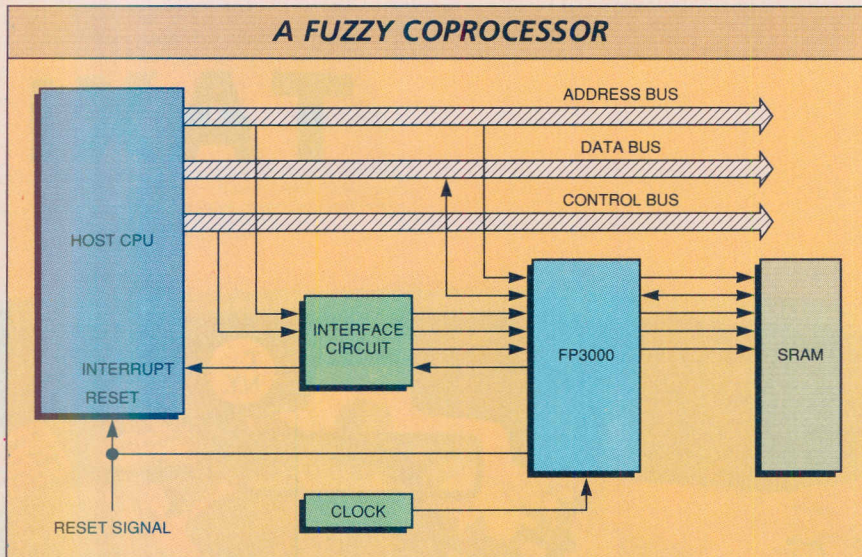 A FUZZY COPROCESSOR
ADDRESS BUS
DATA BUS
CONTROL BUS
HOST CPU
INTERFACE
CIRCUIT
FP3000
SRAM
INTERRUPT
RESET
CLOCK
RESET SIGNAL